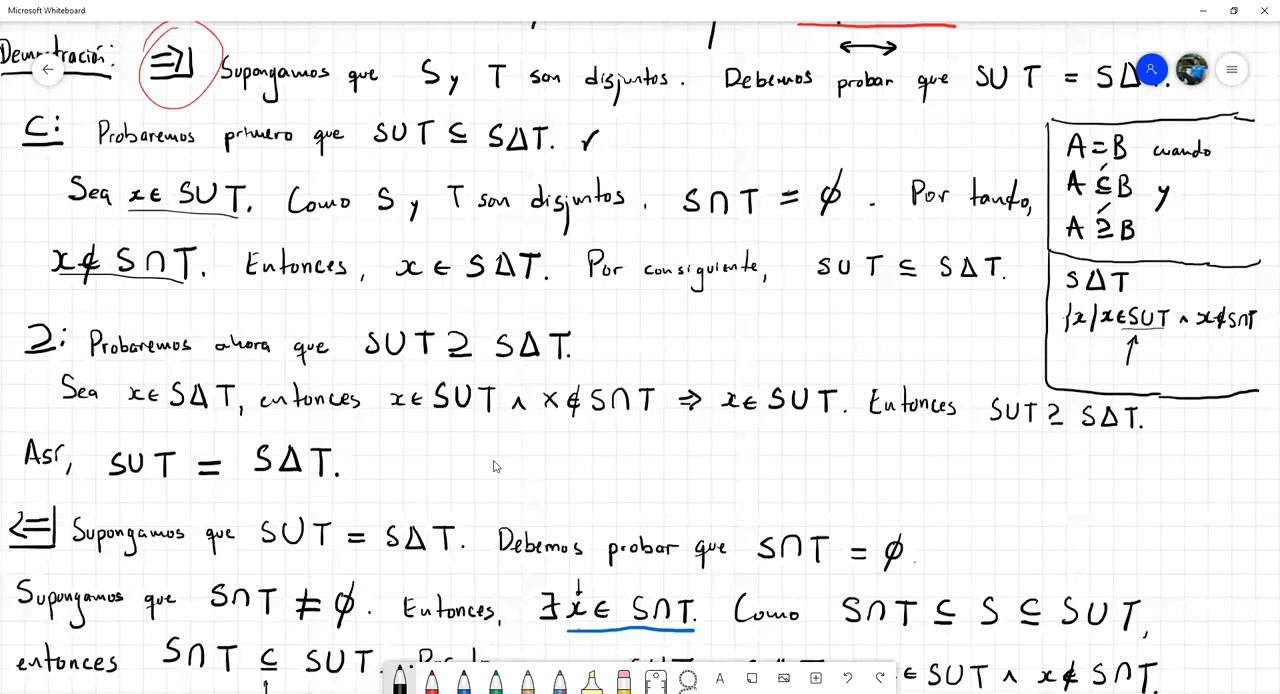 Microsoft Whiteboard
Demostración: ⇒] Supongamos que S y T son disjuntos. Debemos probar que S∪T = SΔT.
⊆: Probaremos primero que S∪T ⊆ SΔT. ✓
Sea x∈ S∪T. Como S y T son disjuntos, S∩T = ∅. Por tando,
x∉ S∩T. Entonces, x ∈ SΔT. Por consiguiente, S∪T ⊆ SΔT.
⊇: Probaremos ahora que S∪T ⊇ SΔT.
Sea x∈ SΔT, entonces x∈ S∪T ∧ x∉ S∩T ⇒ x∈ S∪T. Entonces S∪T ⊇ SΔT.
Así, S∪T = SΔT.
⇐] Supongamos que S∪T = SΔT. Debemos probar que S∩T = ∅.
Supongamos que S∩T ≠ ∅. Entonces, ∃ x ∈ S∩T. Como S∩T ⊆ S ⊆ S∪T,
entonces S∩T ⊆ S∪T. ∈ S∪T ∧ x∉ S∩T.
A=B cuando
A ⊆ B y
A ⊇ B
SΔT
{x/x∈S∪T ∧ x∉S∩T
A